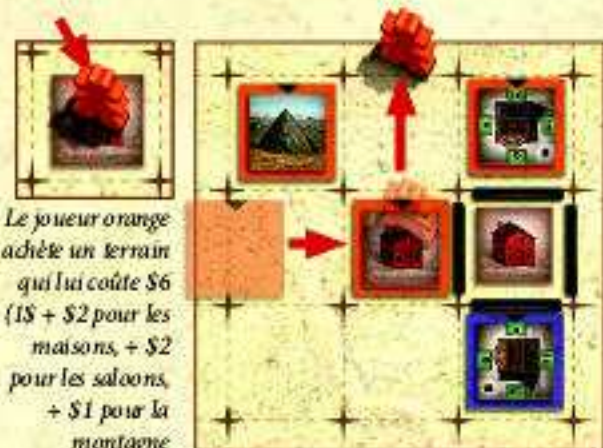 Le joueur orange
achète un terrain
qui lui coûte $6
(1$ + $2 pour les
maisons, + $2
pour les saloons,
+ $1 pour la
montagne